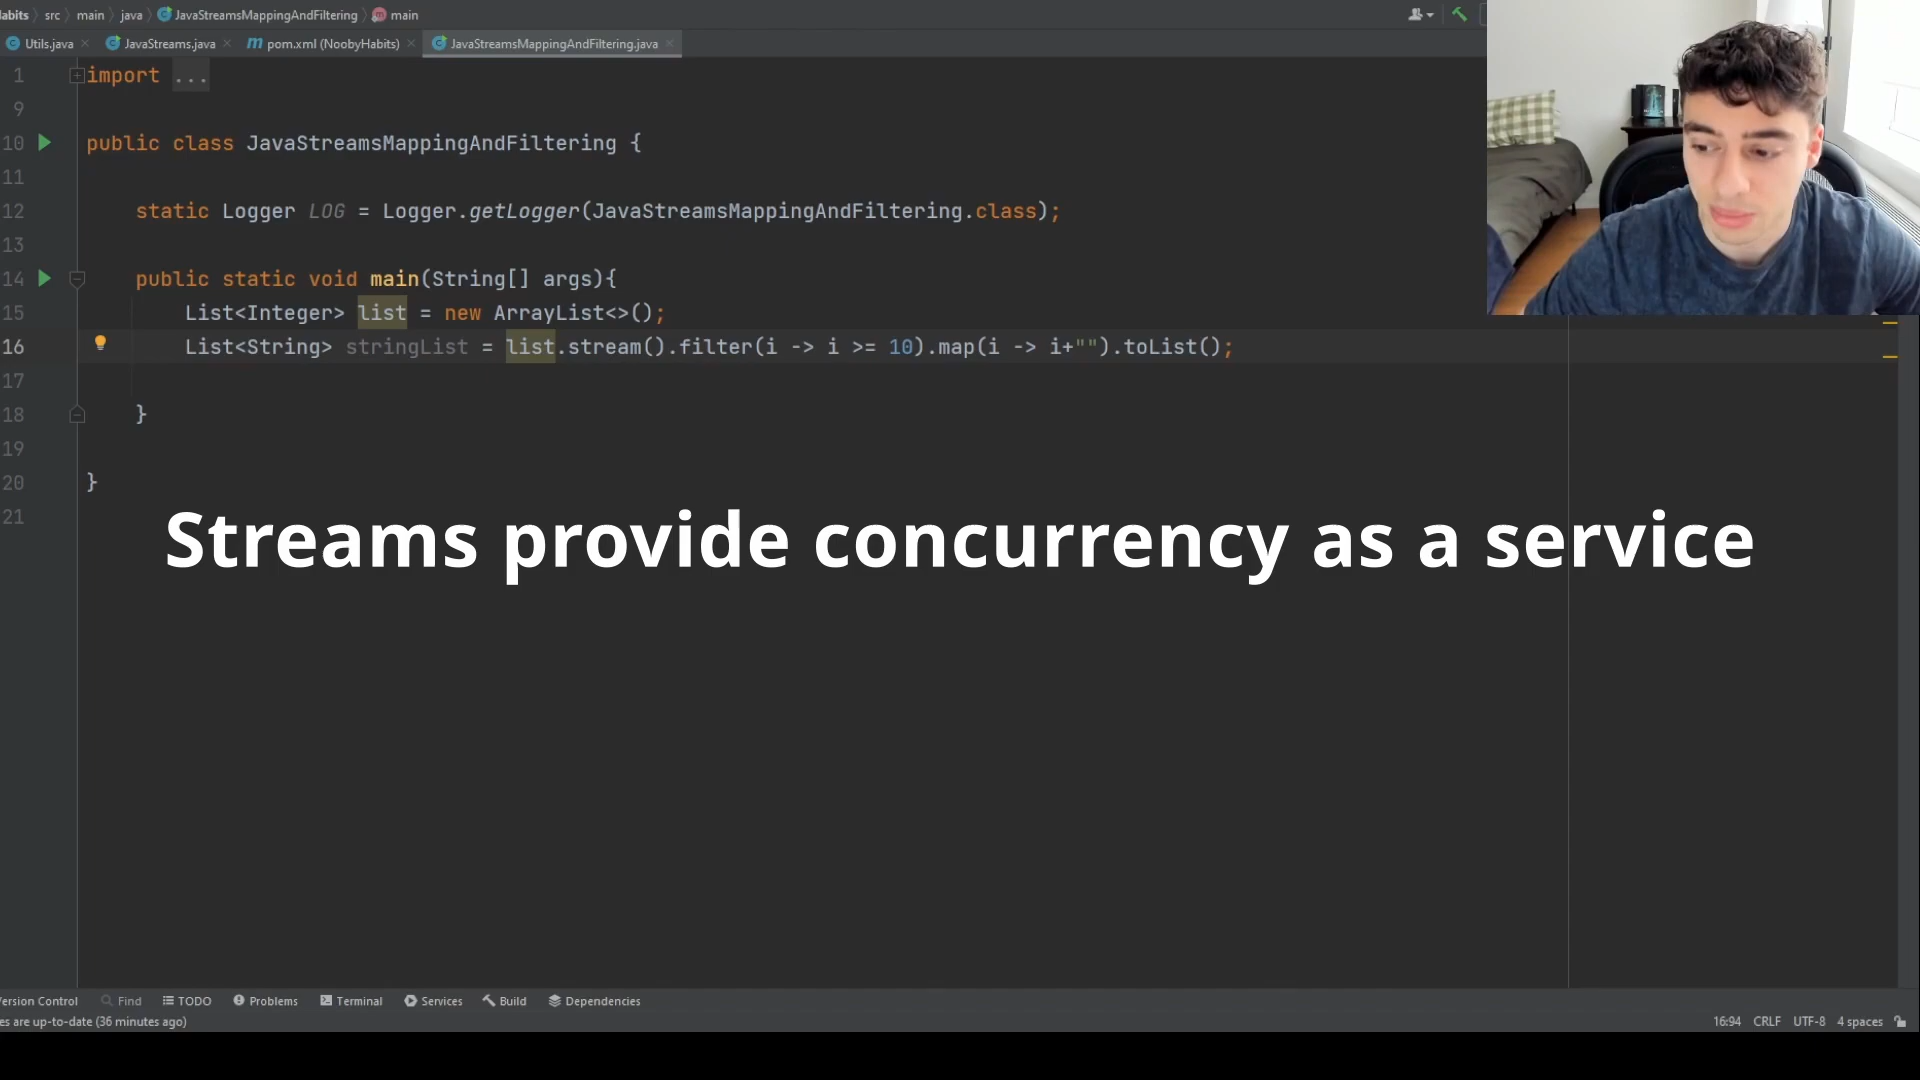 abits src main java JavaStreamsMappingAndFiltering main
Utils.java JavaStreams.java pom.xml (NoobyHabits) JavaStreamsMappingAndFiltering.java
1 import ...
9
10 public class JavaStreamsMappingAndFiltering {
11
12 static Logger LOG = Logger.getLogger(JavaStreamsMappingAndFiltering.class);
13
14 public static void main(String[] args){
15 List<Integer> list = new ArrayList<>();
16 List<String> stringList = list.stream().filter(i -> i >= 10).map(i -> i+"").toList();
17
18 }
19
20 }
21
Streams provide concurrency as a service
ersion Control Find TODO Problems Terminal Services Build Dependencies
es are up-to-date (36 minutes ago) 16:94 CRLF UTF-8 4 spaces